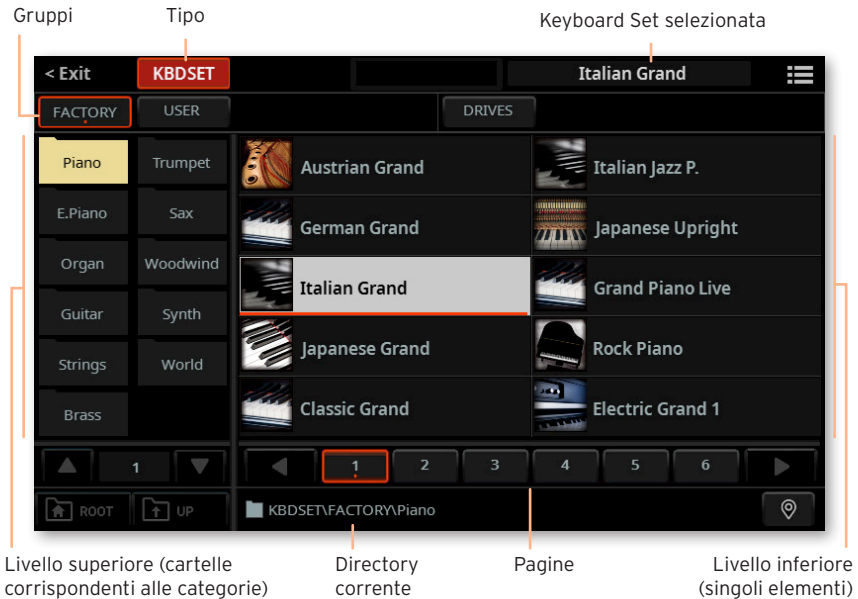 Gruppi
Tipo
Keyboard Set selezionata
< Exit
KBDSET
Italian Grand
FACTORY
USER
DRIVES
Piano
Trumpet
E.Piano
Sax
Organ
Woodwind
Guitar
Synth
Strings
World
Brass
Austrian Grand
Italian Jazz P.
German Grand
Japanese Upright
Italian Grand
Grand Piano Live
Japanese Grand
Rock Piano
Classic Grand
Electric Grand 1
1
1
2
3
4
5
6
ROOT
UP
KBDSET\FACTORY\Piano
Livello superiore (cartelle
corrispondenti alle categorie)
Directory
corrente
Pagine
Livello inferiore
(singoli elementi)